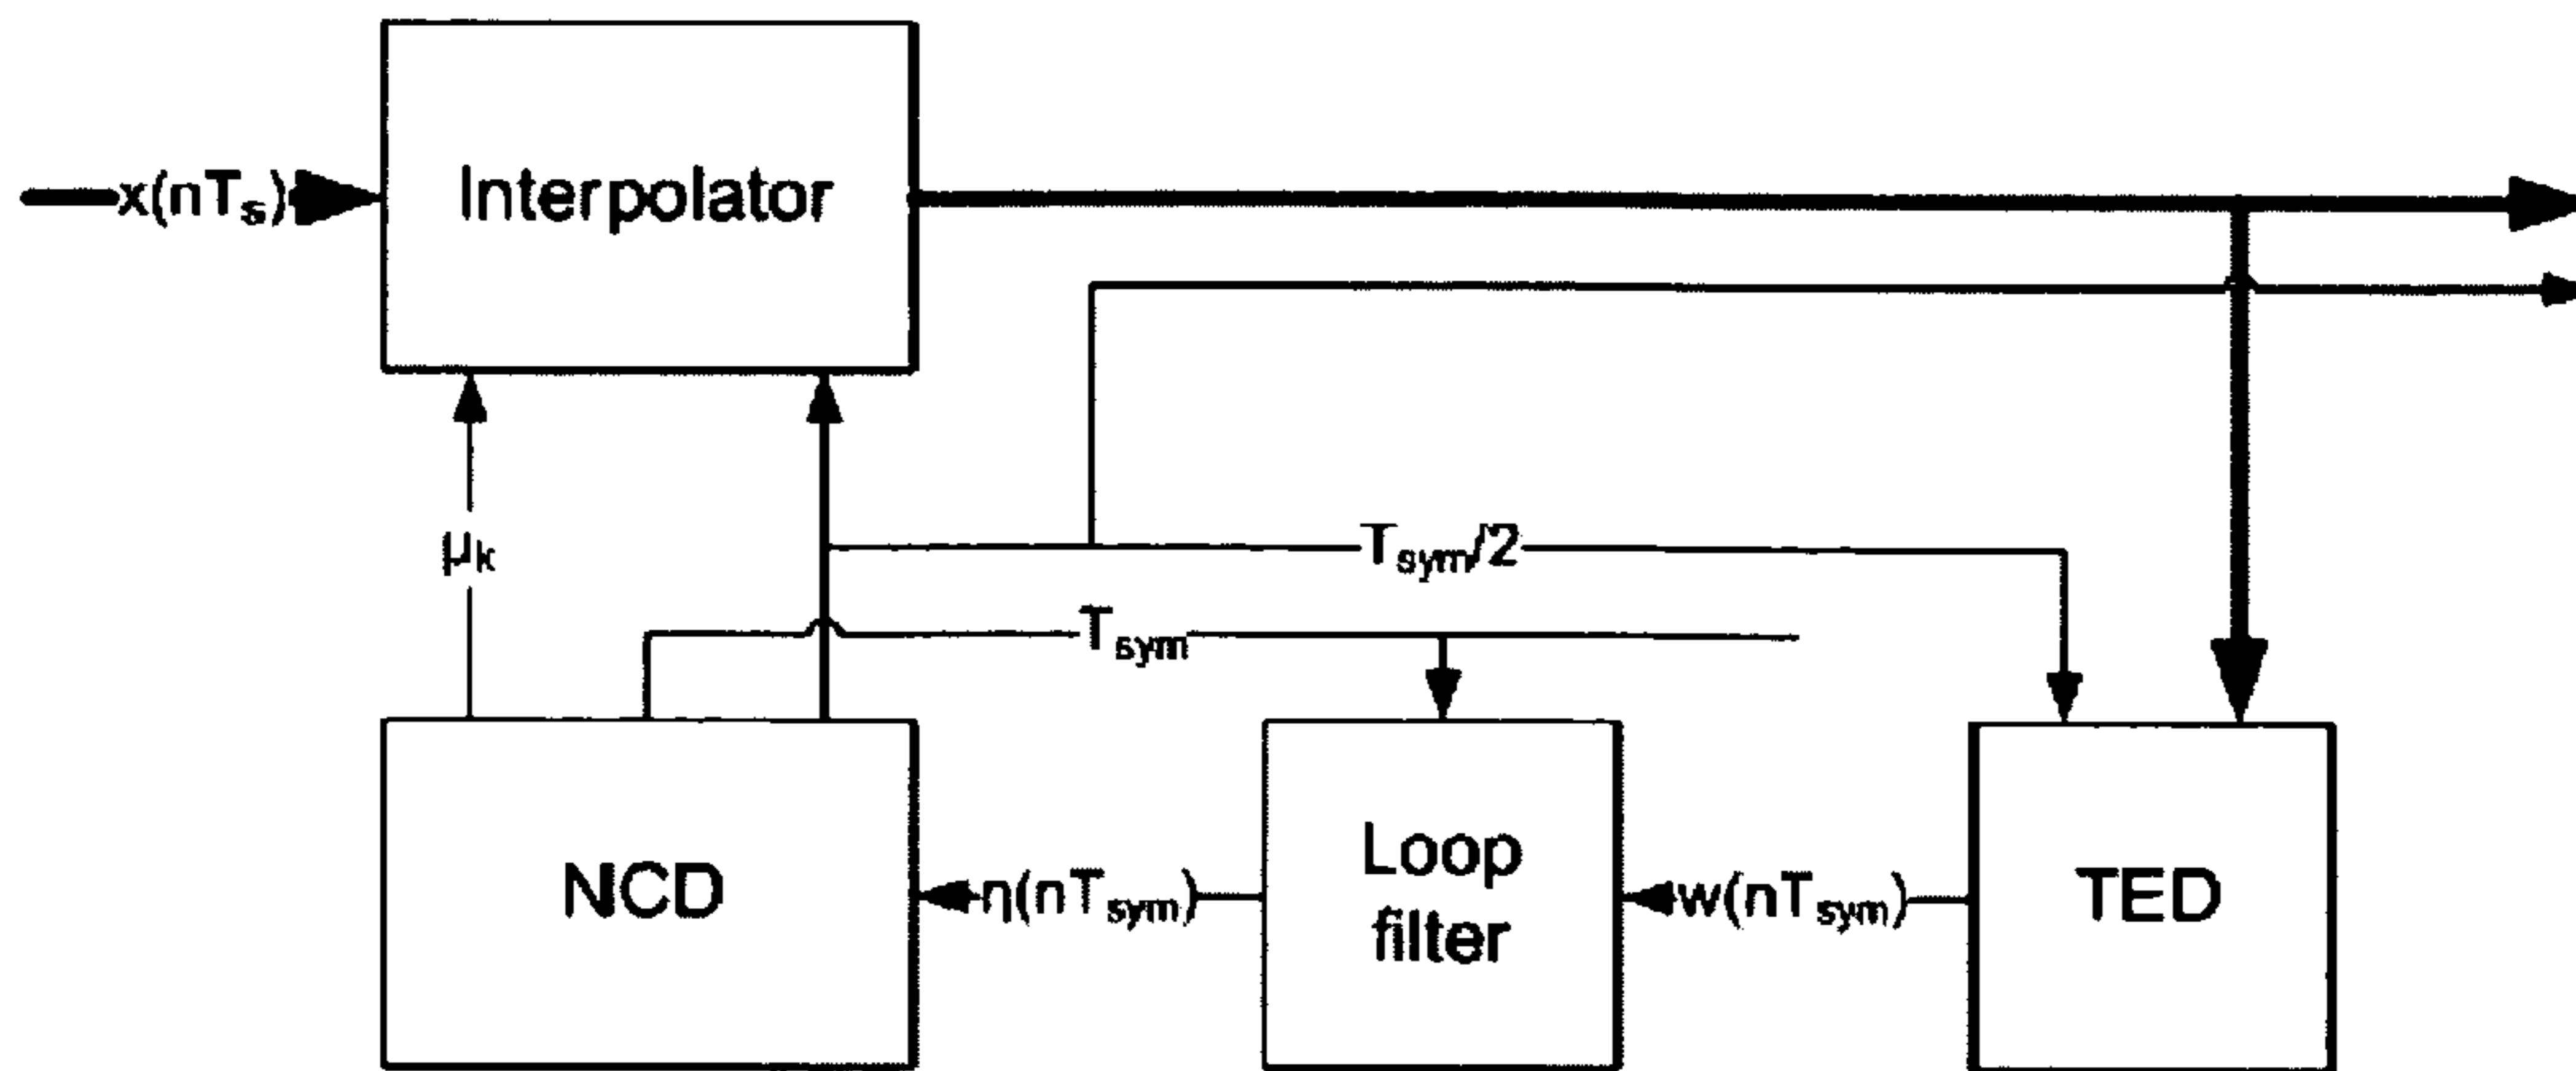 x(nTₛ)
Interpolator
μₖ
Tsym/2
Tsym
NCD
η(nTsym)
Loop
filter
w(nTsym)
TED